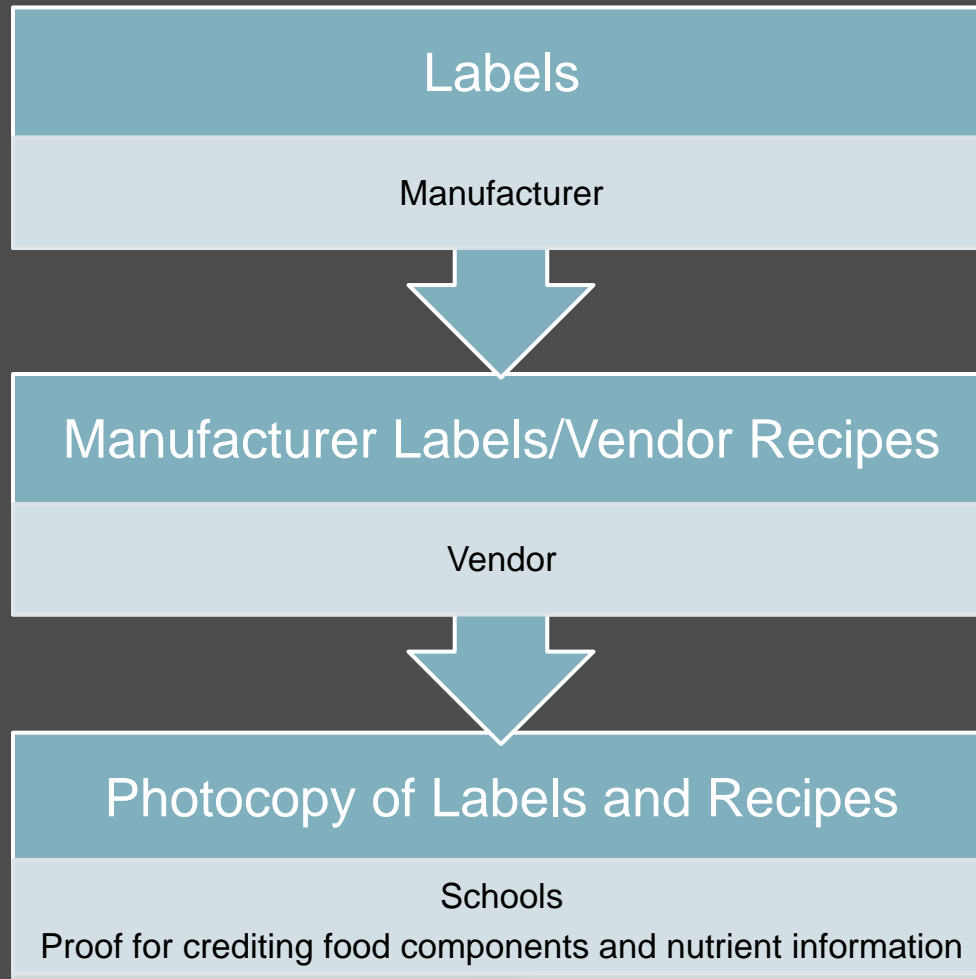 Labels
Manufacturer
Manufacturer Labels/Vendor Recipes
Vendor
Photocopy of Labels and Recipes
Schools
Proof for crediting food components and nutrient information